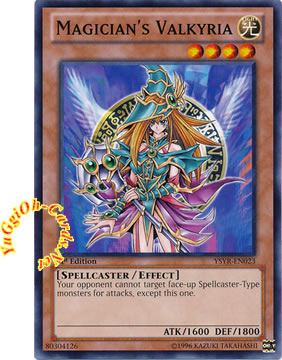 MAGICIAN'S VALKYRIA
光
YuGgiOh-Cards.Net
1st Edition
YSYR-EN023
[SPELLCASTER / EFFECT]
Your opponent cannot target face-up Spellcaster-Type
monsters for attacks, except this one.
ATK/1600 DEF/1800
80304126
©1996 KAZUKI TAKAHASHI